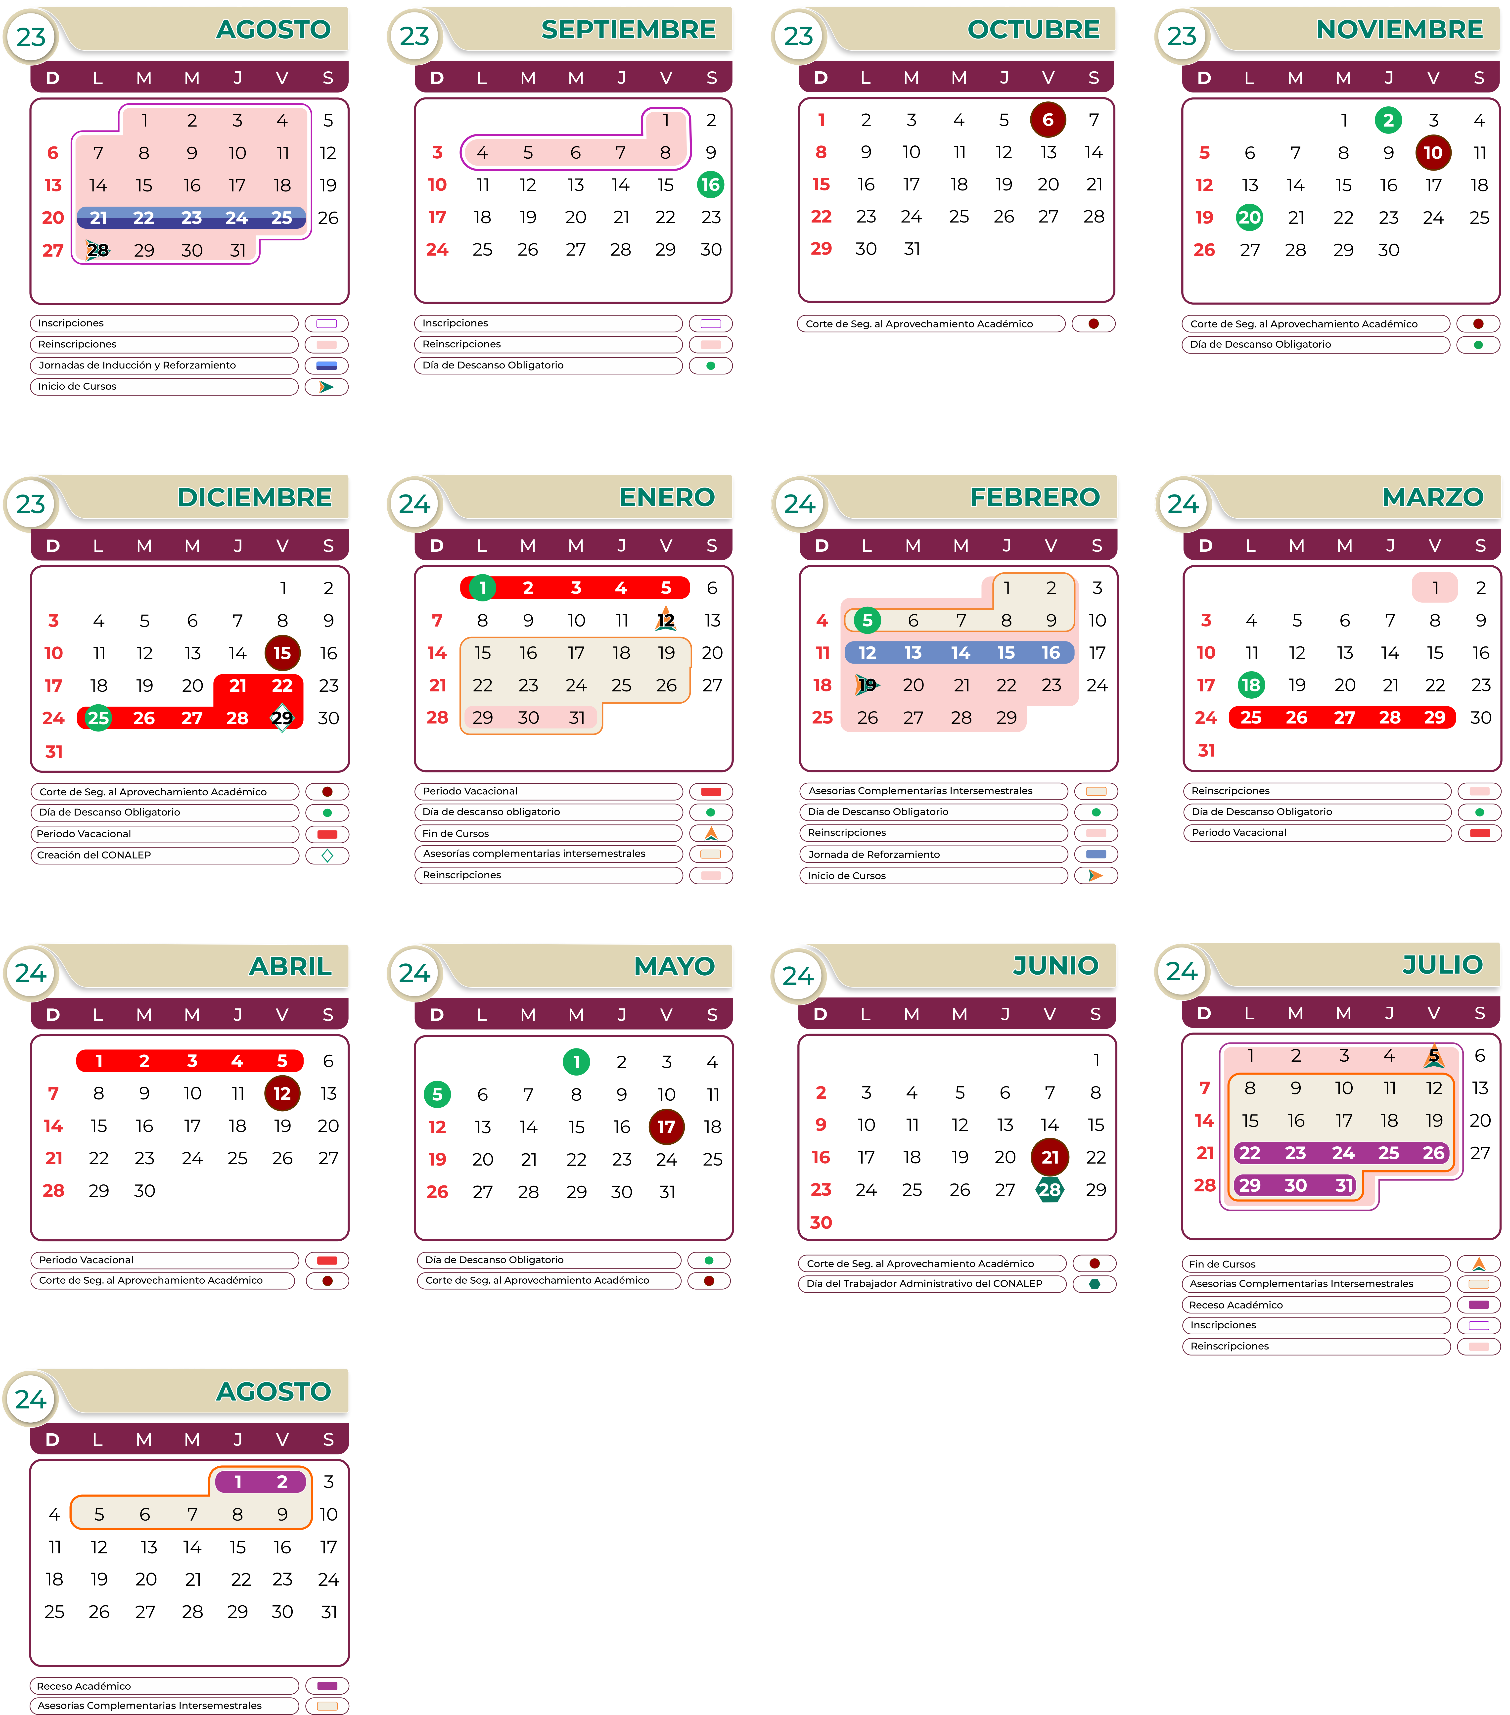 23
AGOSTO
D L M M J V S
1 2 3 4 5
6 7 8 9 10 11 12
13 14 15 16 17 18 19
20 21 22 23 24 25 26
27 28 29 30 31
Inscripciones
Reinscripciones
Jornadas de Inducción y Reforzamiento
Inicio de Cursos
23
SEPTIEMBRE
D L M M J V S
1 2
3 4 5 6 7 8 9
10 11 12 13 14 15 16
17 18 19 20 21 22 23
24 25 26 27 28 29 30
Inscripciones
Reinscripciones
Día de Descanso Obligatorio
23
OCTUBRE
D L M M J V S
1 2 3 4 5 6 7
8 9 10 11 12 13 14
15 16 17 18 19 20 21
22 23 24 25 26 27 28
29 30 31
Corte de Seg. al Aprovechamiento Académico
23
NOVIEMBRE
D L M M J V S
1 2 3 4
5 6 7 8 9 10 11
12 13 14 15 16 17 18
19 20 21 22 23 24 25
26 27 28 29 30
Corte de Seg. al Aprovechamiento Académico
Día de Descanso Obligatorio
23
DICIEMBRE
D L M M J V S
1 2
3 4 5 6 7 8 9
10 11 12 13 14 15 16
17 18 19 20 21 22 23
24 25 26 27 28 29 30
31
Corte de Seg. al Aprovechamiento Académico
Día de Descanso Obligatorio
Periodo Vacacional
Creación del CONALEP
24
ENERO
D L M M J V S
1 2 3 4 5 6
7 8 9 10 11 12 13
14 15 16 17 18 19 20
21 22 23 24 25 26 27
28 29 30 31
Periodo Vacacional
Día de descanso obligatorio
Fin de Cursos
Asesorías complementarias intersemestrales
Reinscripciones
24
FEBRERO
D L M M J V S
1 2 3
4 5 6 7 8 9 10
11 12 13 14 15 16 17
18 19 20 21 22 23 24
25 26 27 28 29
Asesorías Complementarias Intersemestrales
Día de Descanso Obligatorio
Reinscripciones
Jornada de Reforzamiento
Inicio de Cursos
24
MARZO
D L M M J V S
1 2
3 4 5 6 7 8 9
10 11 12 13 14 15 16
17 18 19 20 21 22 23
24 25 26 27 28 29 30
31
Reinscripciones
Día de Descanso Obligatorio
Periodo Vacacional
24
ABRIL
D L M M J V S
1 2 3 4 5 6
7 8 9 10 11 12 13
14 15 16 17 18 19 20
21 22 23 24 25 26 27
28 29 30
Periodo Vacacional
Corte de Seg. al Aprovechamiento Académico
24
MAYO
D L M M J V S
1 2 3 4
5 6 7 8 9 10 11
12 13 14 15 16 17 18
19 20 21 22 23 24 25
26 27 28 29 30 31
Día de Descanso Obligatorio
Corte de Seg. al Aprovechamiento Académico
24
JUNIO
D L M M J V S
1
2 3 4 5 6 7 8
9 10 11 12 13 14 15
16 17 18 19 20 21 22
23 24 25 26 27 28 29
30
Corte de Seg. al Aprovechamiento Académico
Día del Trabajador Administrativo del CONALEP
24
JULIO
D L M M J V S
1 2 3 4 5 6
7 8 9 10 11 12 13
14 15 16 17 18 19 20
21 22 23 24 25 26 27
28 29 30 31
Fin de Cursos
Asesorías Complementarias Intersemestrales
Receso Académico
Inscripciones
Reinscripciones
24
AGOSTO
D L M M J V S
1 2 3
4 5 6 7 8 9 10
11 12 13 14 15 16 17
18 19 20 21 22 23 24
25 26 27 28 29 30 31
Receso Académico
Asesorías Complementarias Intersemestrales